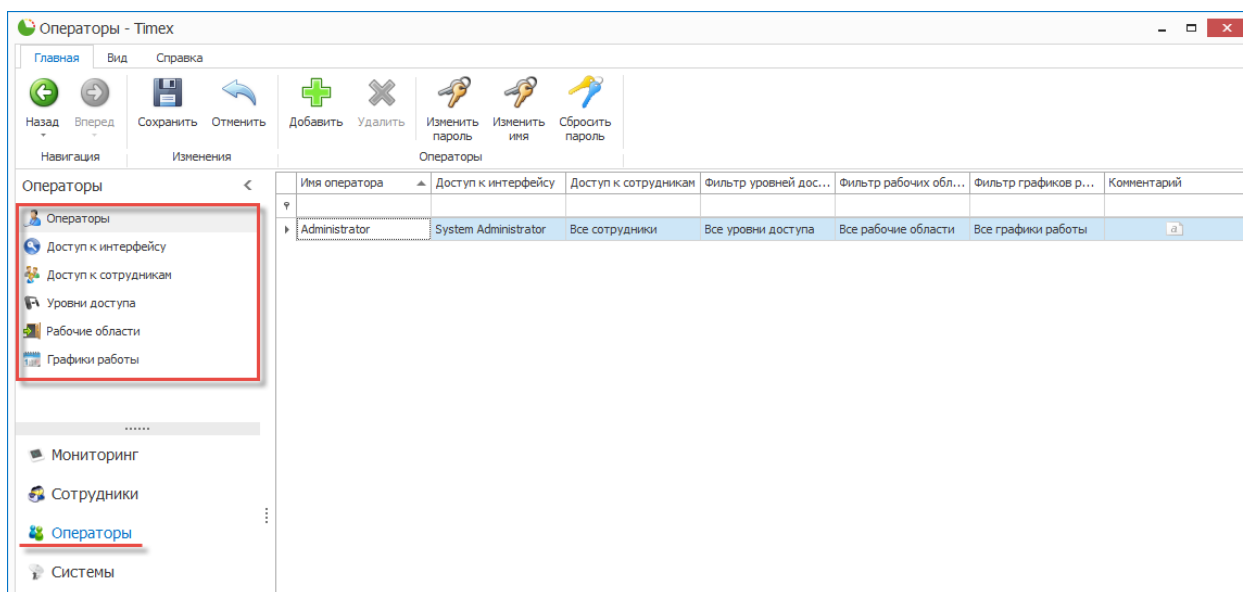 Операторы - Timex
Главная Вид Справка
Назад Вперед Сохранить Отменить Добавить Удалить Изменить пароль Изменить имя Сбросить пароль
Навигация Изменения Операторы
Операторы
Имя оператора Доступ к интерфейсу Доступ к сотрудникам Фильтр уровней дос... Фильтр рабочих обл... Фильтр графиков р... Комментарий
Administrator System Administrator Все сотрудники Все уровни доступа Все рабочие области Все графики работы a
Операторы
Доступ к интерфейсу
Доступ к сотрудникам
Уровни доступа
Рабочие области
Графики работы
Мониторинг
Сотрудники
Операторы
Системы